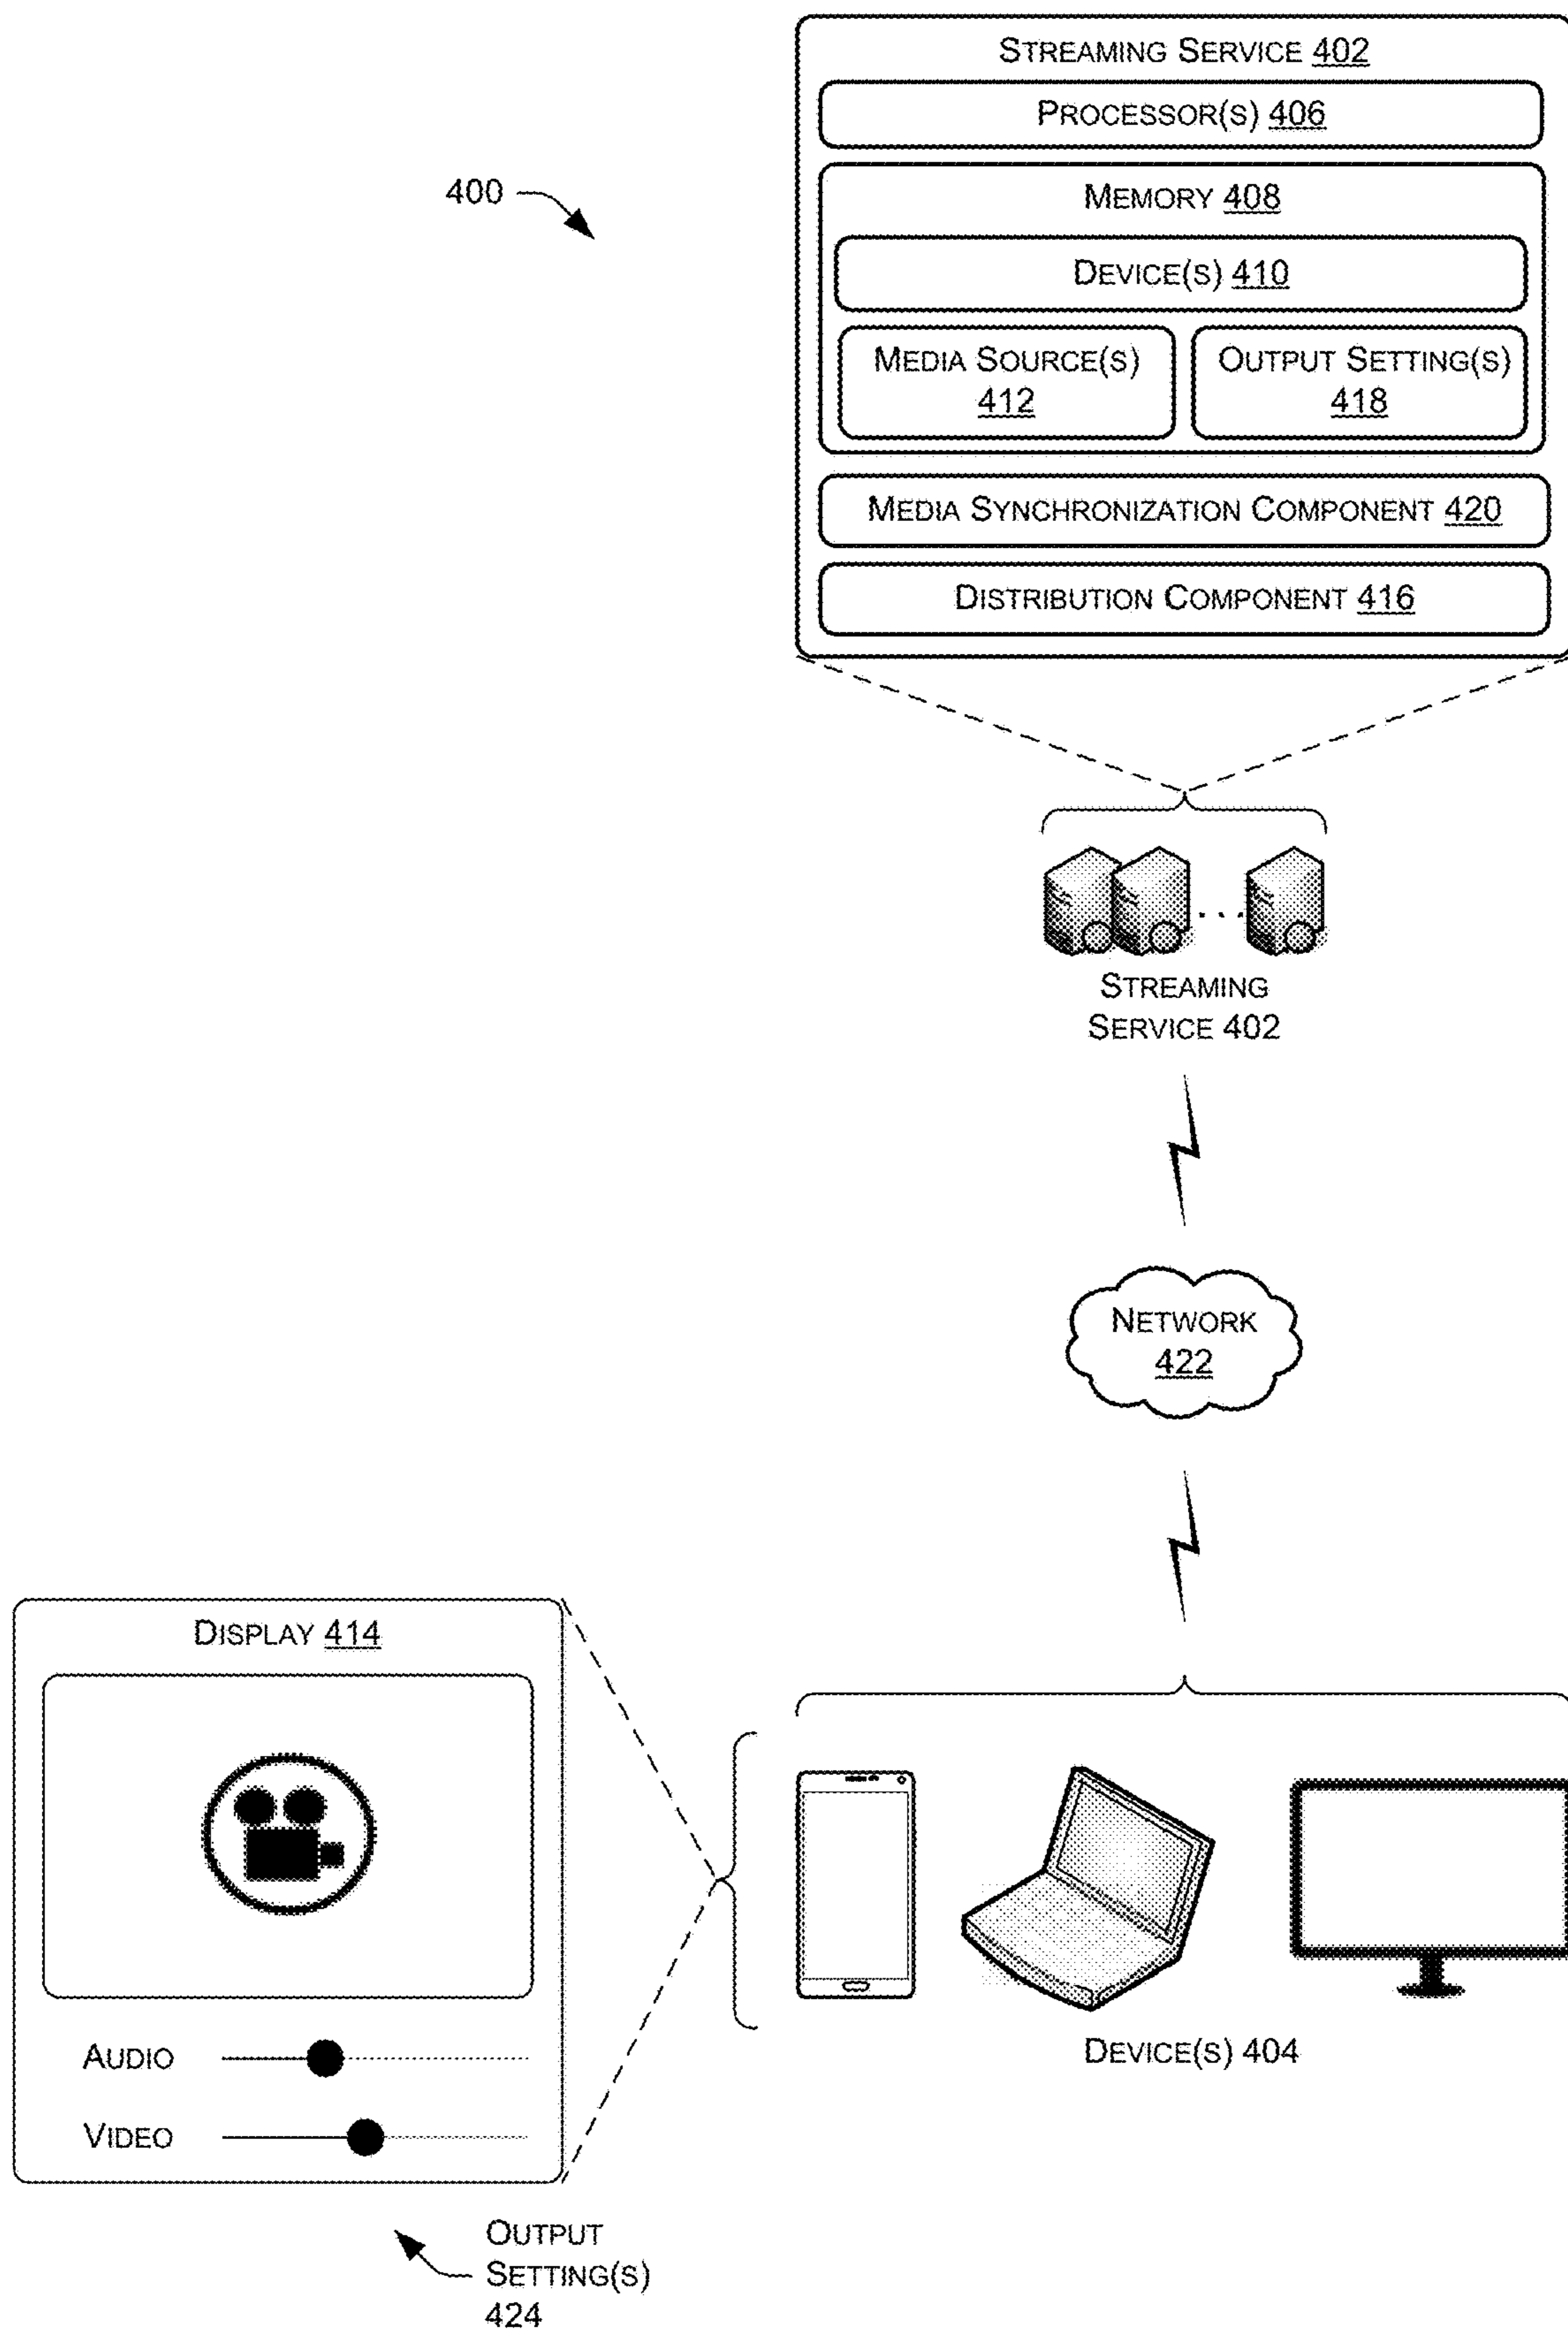 STREAMING SERVICE 402
PROCESSOR(S) 406
400
MEMORY 408
DEVICE(S) 410
MEDIA SOURCE(S)
412
OUTPUT SETTING(S)
418
MEDIA SYNCHRONIZATION COMPONENT 420
DISTRIBUTION COMPONENT 416
STREAMING
SERVICE 402
NETWORK
422
DISPLAY 414
AUDIO
VIDEO
DEVICE(S) 404
OUTPUT
SETTING(S)
424